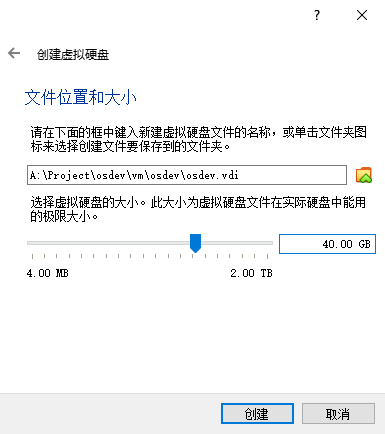 ?
创建虚拟硬盘
文件位置和大小
请在下面的框中键入新建虚拟硬盘文件的名称，或单击文件夹图
标来选择创建文件要保存到的文件夹。
A:\Project\osdev\vm\osdev\osdev.vdi
选择虚拟硬盘的大小。此大小为虚拟硬盘文件在实际硬盘中能用
的极限大小。
40.00 GB
4.00 MB 2.00 TB
创建 取消